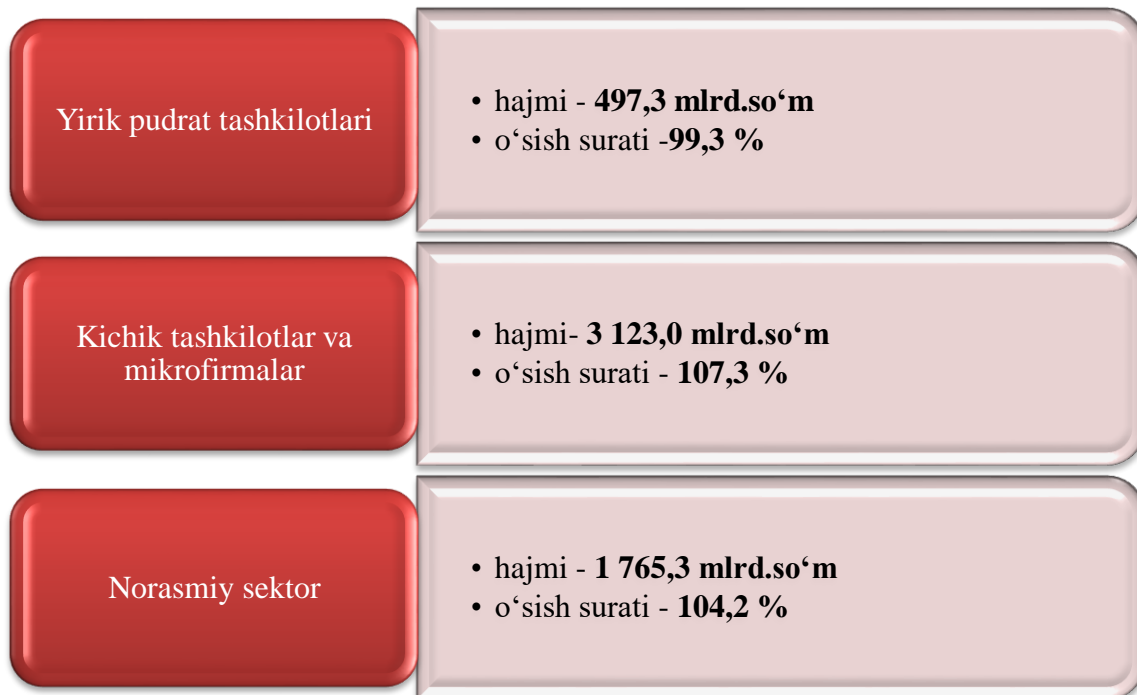 Yirik pudrat tashkilotlari
• hajmi - 497,3 mlrd.so‘m
• o‘sish surati -99,3 %
Kichik tashkilotlar va
mikrofirmalar
• hajmi- 3 123,0 mlrd.so‘m
• o‘sish surati - 107,3 %
Norasmiy sektor
• hajmi - 1 765,3 mlrd.so‘m
• o‘sish surati - 104,2 %